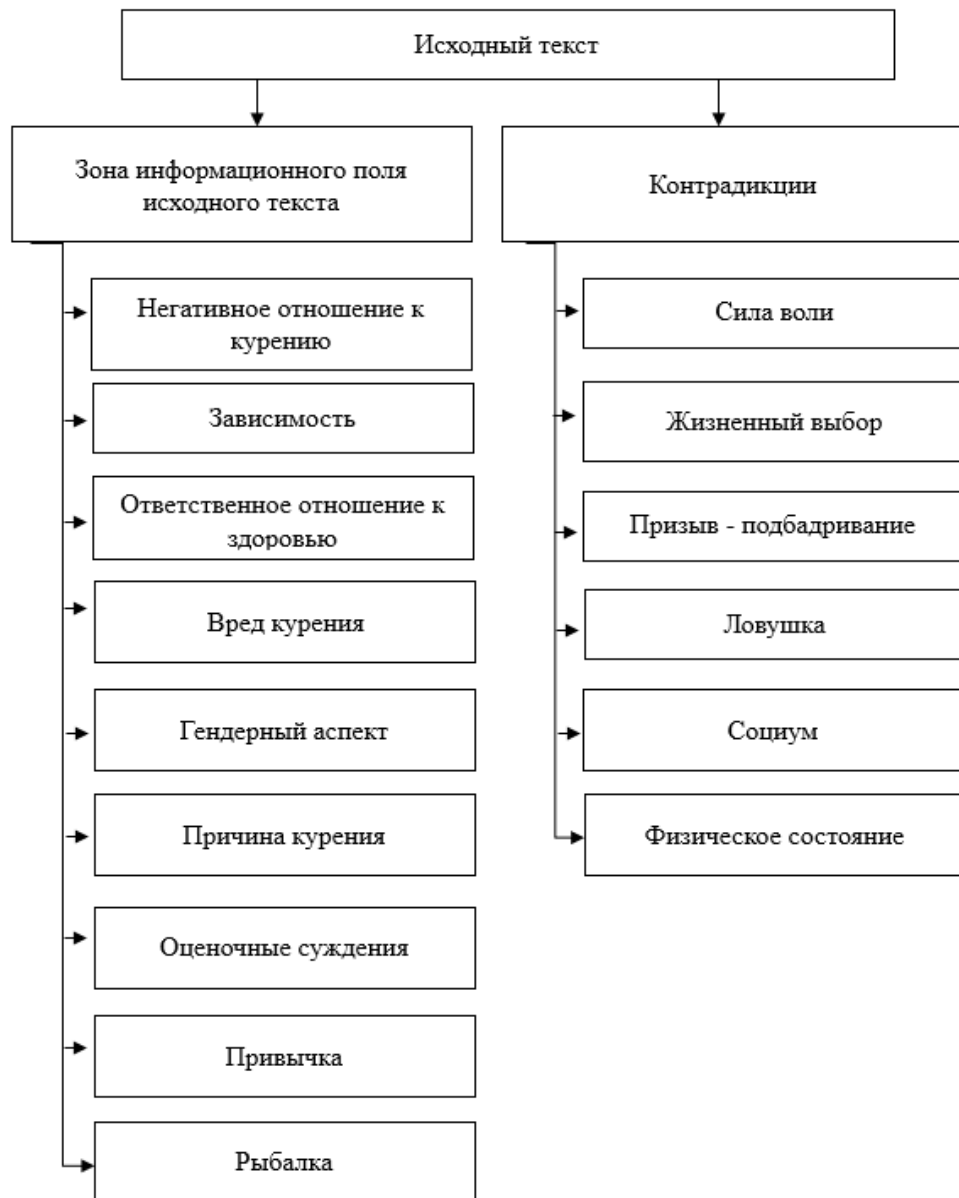 Исходный текст
Зона информационного поля
исходного текста
Негативное отношение к
курению
Зависимость
Ответственное отношение к
здоровью
Вред курения
Гендерный аспект
Причина курения
Оценочные суждения
Привычка
Рыбалка
Контрадикции
Сила воли
Жизненный выбор
Призыв - подбадривание
Ловушка
Социум
Физическое состояние